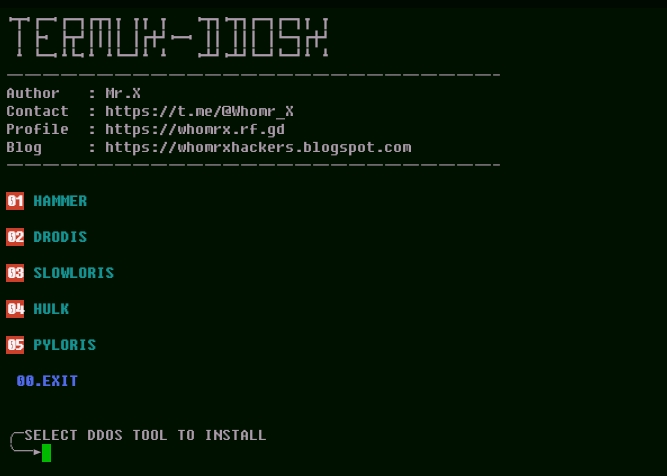 TERMUX-DDOSX
Author : Mr.X
Contact : https://t.me/@Whomr_X
Profile : https://whomrx.rf.gd
Blog : https://whomrxhackers.blogspot.com
01 HAMMER
02 DRODIS
03 SLOWLORIS
04 HULK
05 PYLORIS
00.EXIT
SELECT DDOS TOOL TO INSTALL